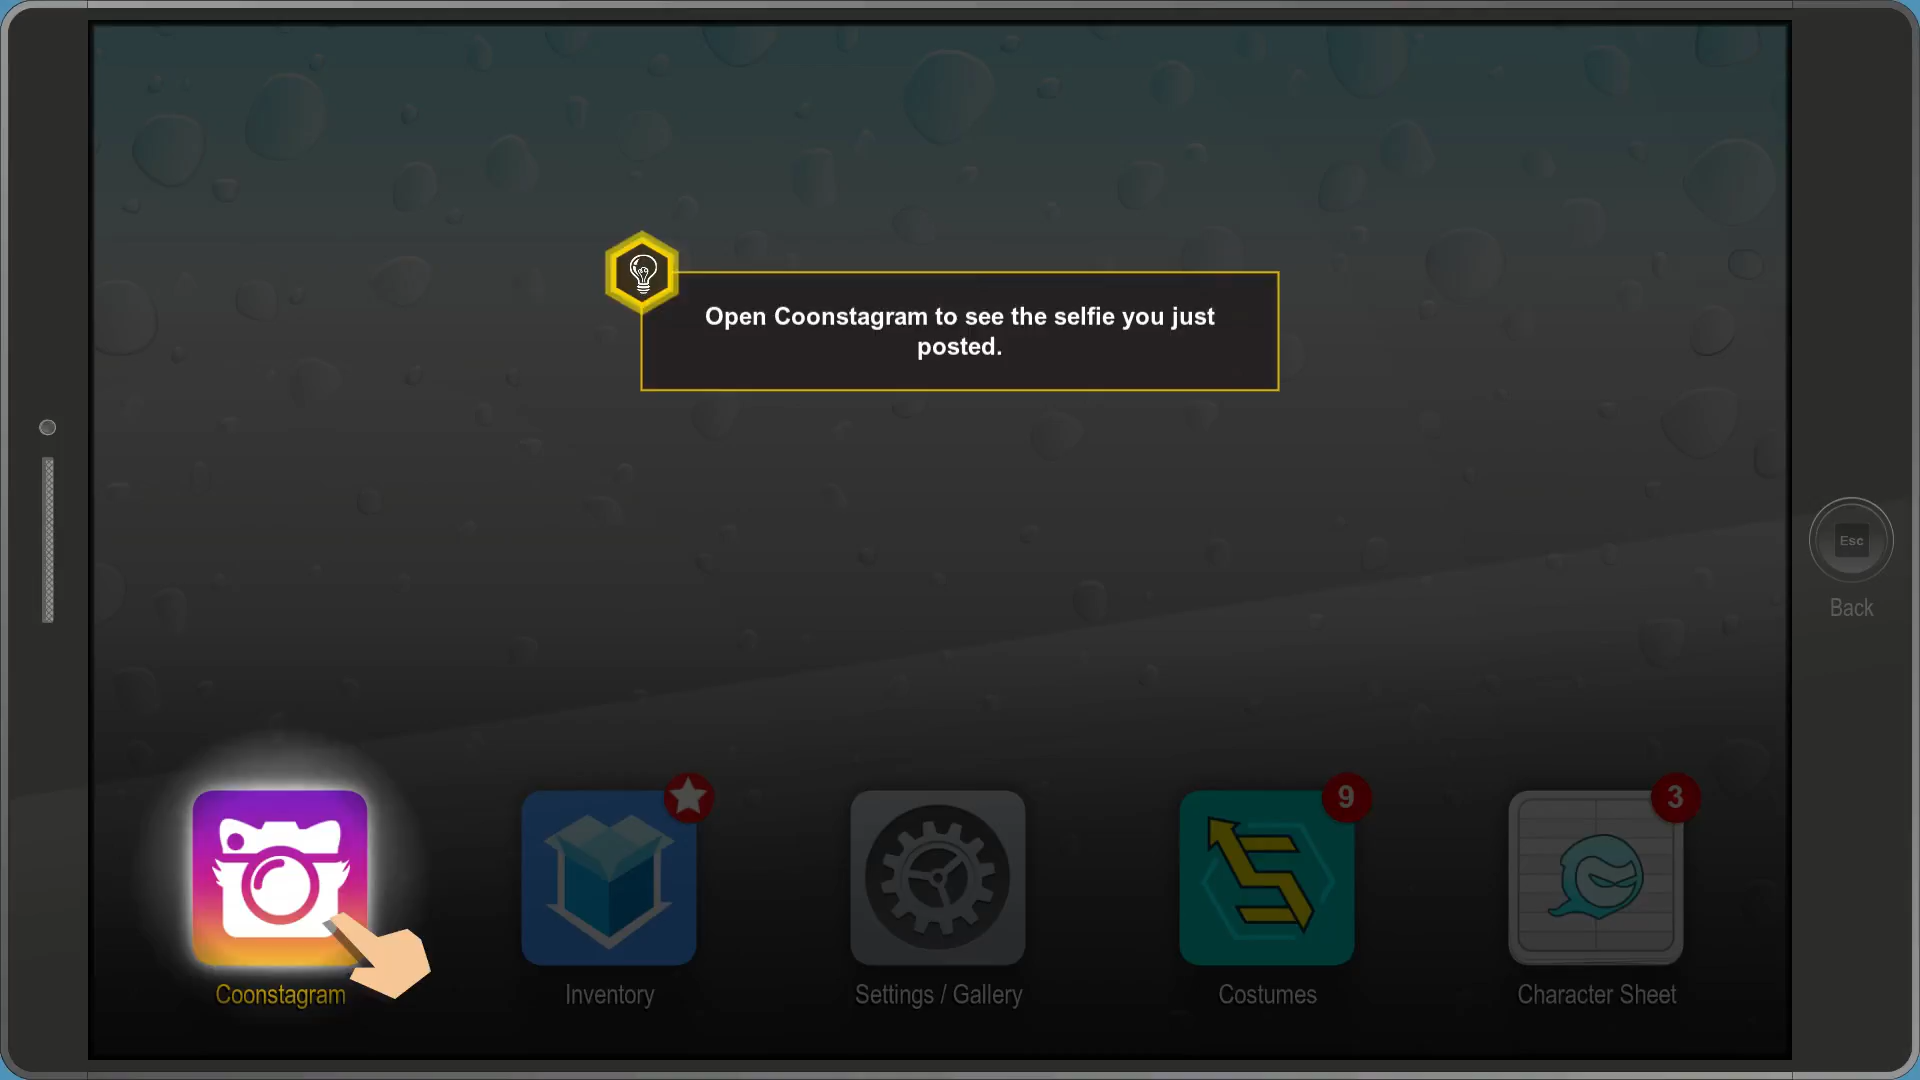 Open Coonstagram to see the selfie you just
posted.
Esc
Back
9
3
Coonstagram
Inventory
Settings / Gallery
Costumes
Character Sheet